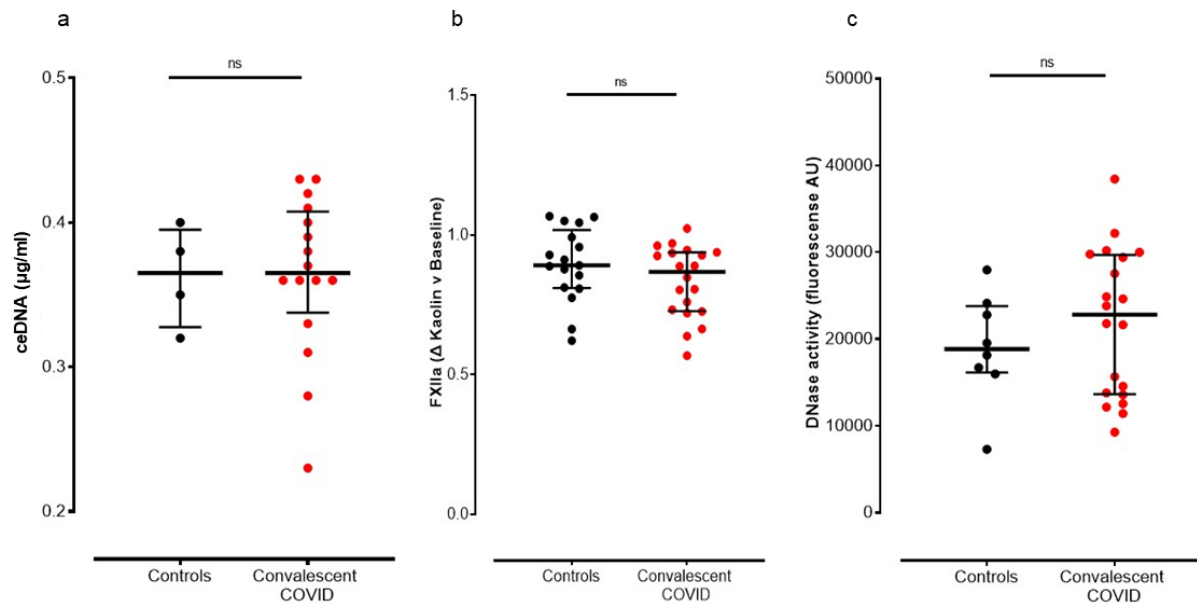 a
ns
0.5
0.4
0.3
0.2
ceDNA (µg/ml)
Controls
Convalescent
COVID
b
ns
1.5
1.0
0.5
0.0
FXIIa (Δ Kaolin v Baseline)
Controls
Convalescent
COVID
c
ns
50000
40000
30000
20000
10000
0
DNase activity (fluorescense AU)
Controls
Convalescent
COVID